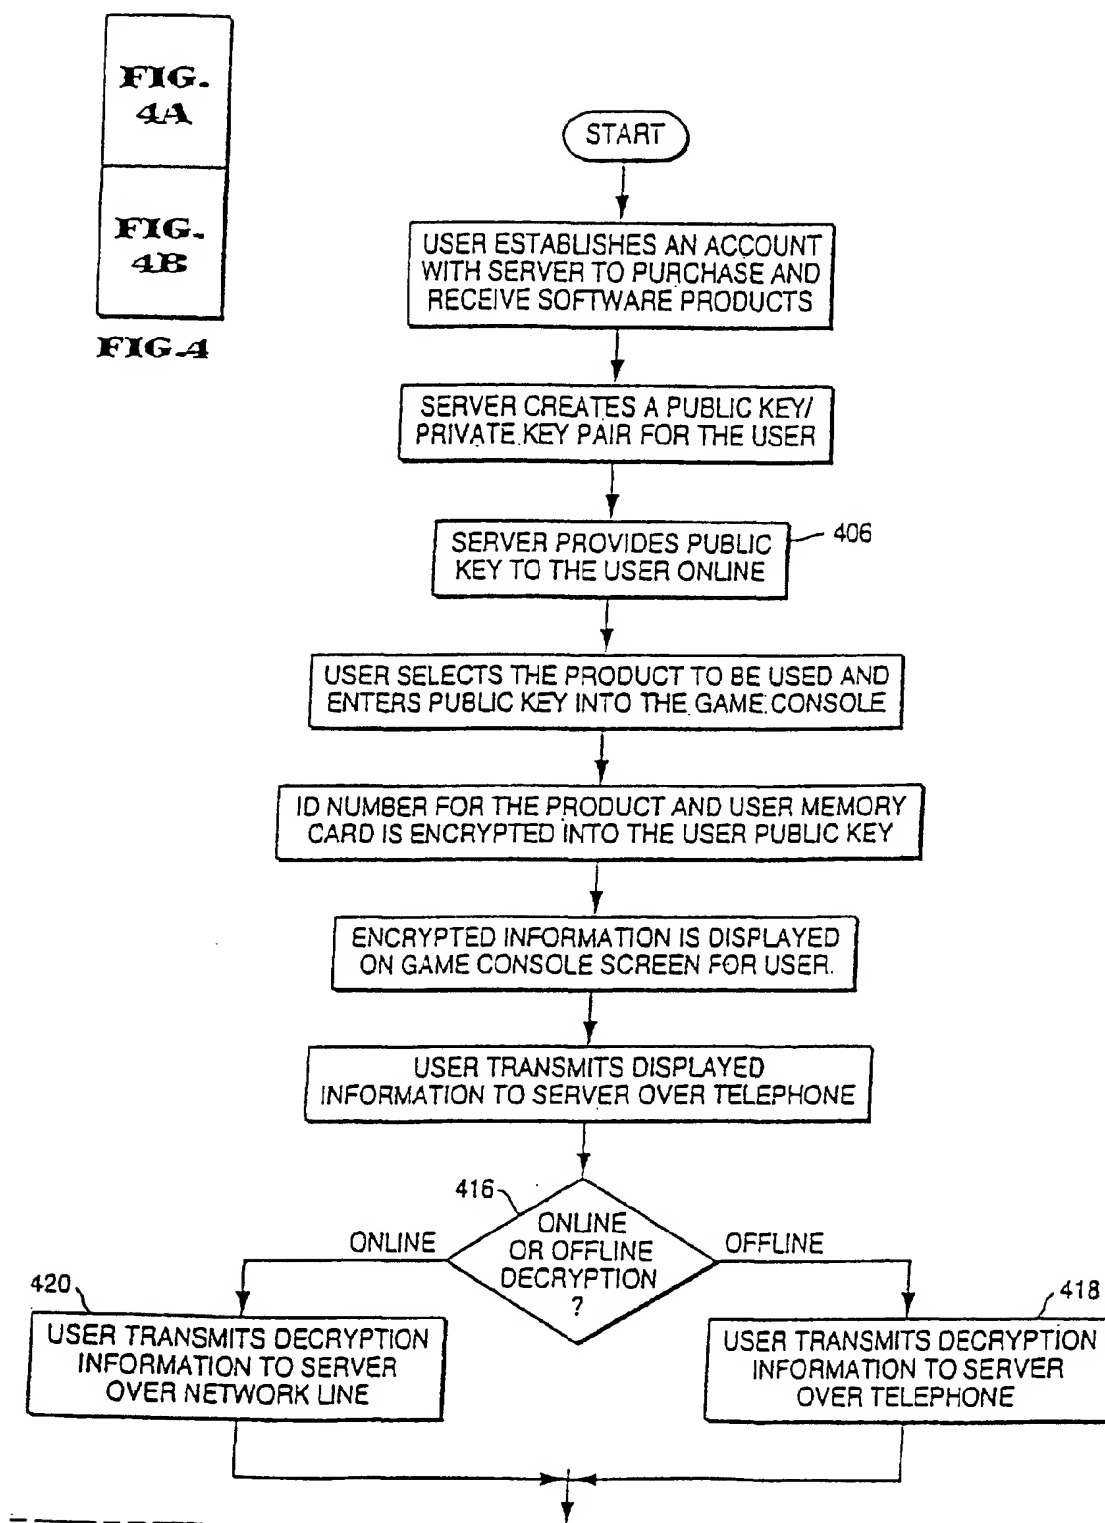 FIG.
4A
FIG.
4B
FIG.4
START
USER ESTABLISHES AN ACCOUNT
WITH SERVER TO PURCHASE AND
RECEIVE SOFTWARE PRODUCTS
SERVER CREATES A PUBLIC KEY/
PRIVATE KEY PAIR FOR THE USER
406
SERVER PROVIDES PUBLIC
KEY TO THE USER ONLINE
USER SELECTS THE PRODUCT TO BE USED AND
ENTERS PUBLIC KEY INTO THE GAME CONSOLE
ID NUMBER FOR THE PRODUCT AND USER MEMORY
CARD IS ENCRYPTED INTO THE USER PUBLIC KEY
ENCRYPTED INFORMATION IS DISPLAYED
ON GAME CONSOLE SCREEN FOR USER.
USER TRANSMITS DISPLAYED
INFORMATION TO SERVER OVER TELEPHONE
416
ONLINE
OR OFFLINE
DECRYPTION
?
ONLINE
OFFLINE
420
USER TRANSMITS DECRYPTION
INFORMATION TO SERVER
OVER NETWORK LINE
418
USER TRANSMITS DECRYPTION
INFORMATION TO SERVER
OVER TELEPHONE